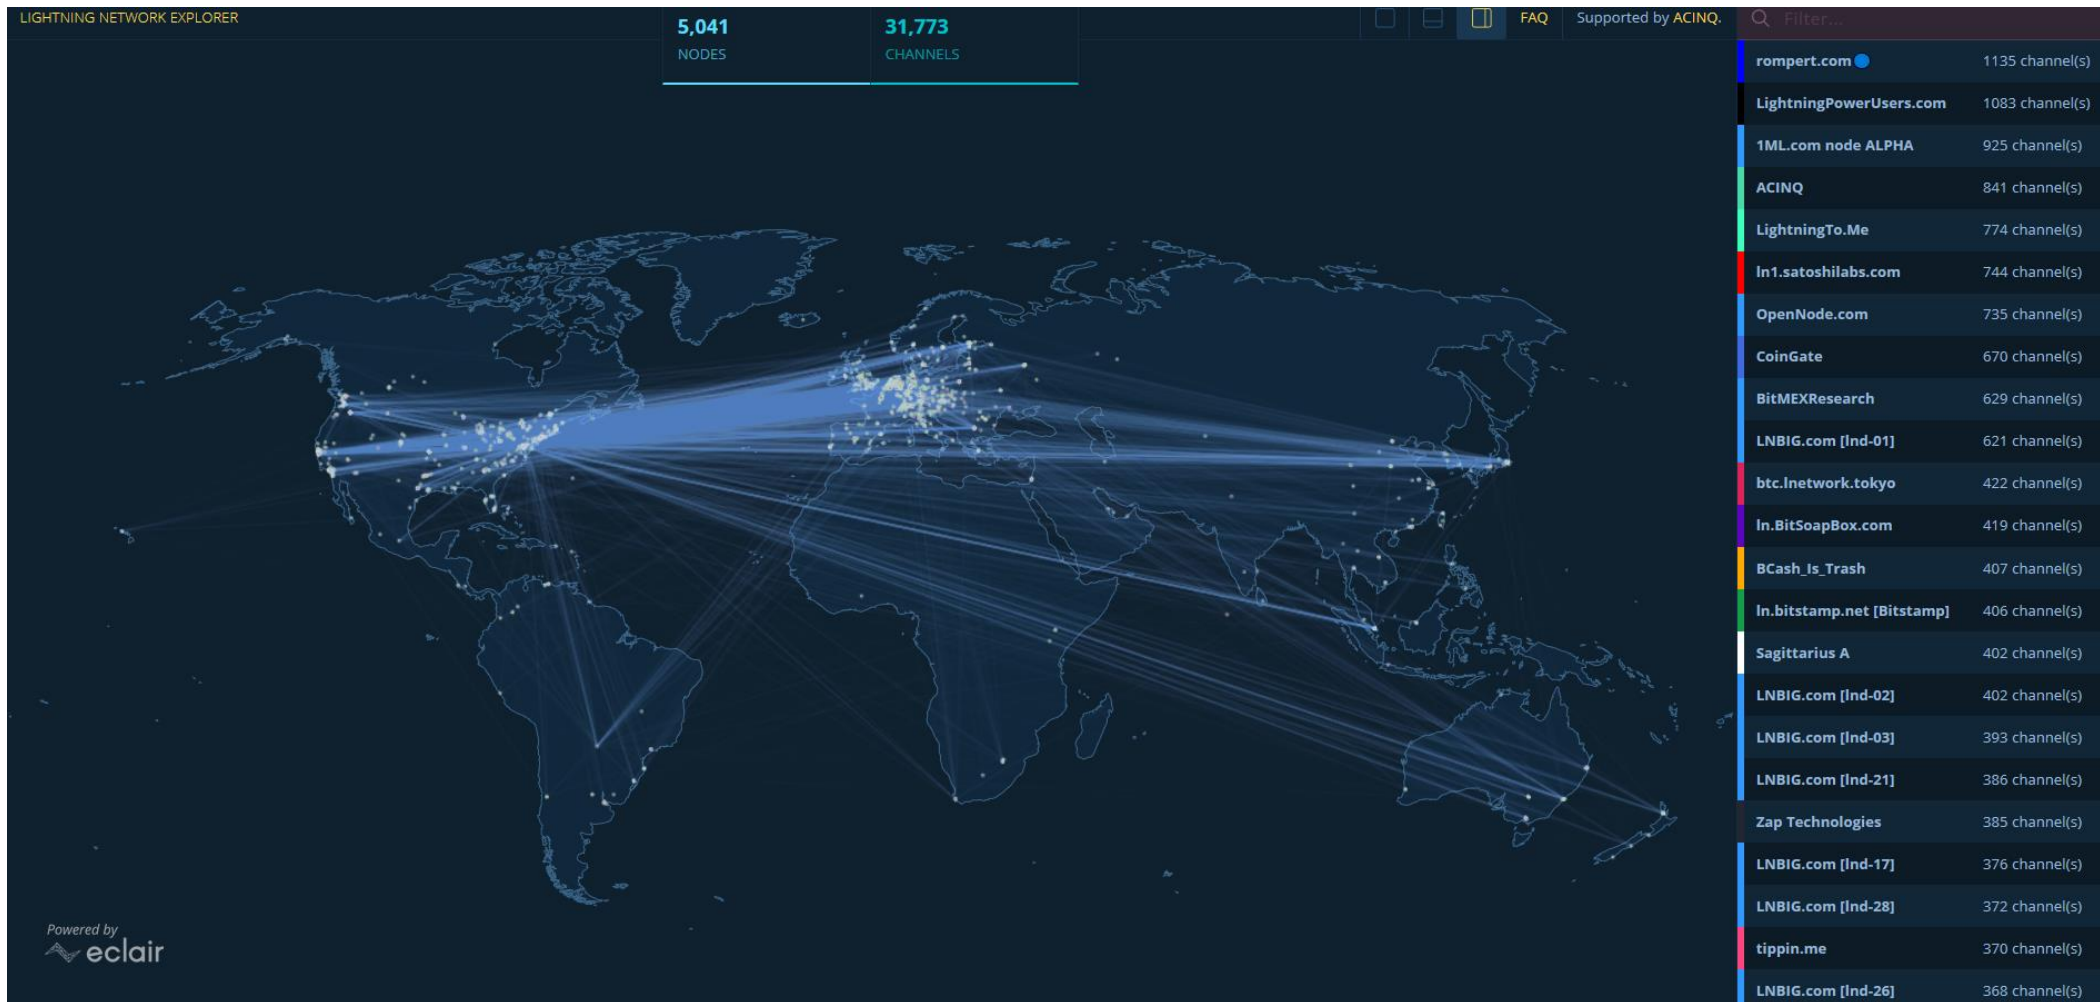 LIGHTNING NETWORK EXPLORER
5,041
NODES
31,773
CHANNELS
FAQ
Supported by ACINQ.
Filter...
rompert.com 1135 channel(s)
LightningPowerUsers.com 1083 channel(s)
1ML.com node ALPHA 925 channel(s)
ACINQ 841 channel(s)
LightningTo.Me 774 channel(s)
ln1.satoshilabs.com 744 channel(s)
OpenNode.com 735 channel(s)
CoinGate 670 channel(s)
BitMEXResearch 629 channel(s)
LNBIG.com [lnd-01] 621 channel(s)
btc.lnetwork.tokyo 422 channel(s)
ln.BitSoapBox.com 419 channel(s)
BCash_Is_Trash 407 channel(s)
ln.bitstamp.net [Bitstamp] 406 channel(s)
Sagittarius A 402 channel(s)
LNBIG.com [lnd-02] 402 channel(s)
LNBIG.com [lnd-03] 393 channel(s)
LNBIG.com [lnd-21] 386 channel(s)
Zap Technologies 385 channel(s)
LNBIG.com [lnd-17] 376 channel(s)
LNBIG.com [lnd-28] 372 channel(s)
tippin.me 370 channel(s)
LNBIG.com [lnd-26] 368 channel(s)
Powered by
eclair